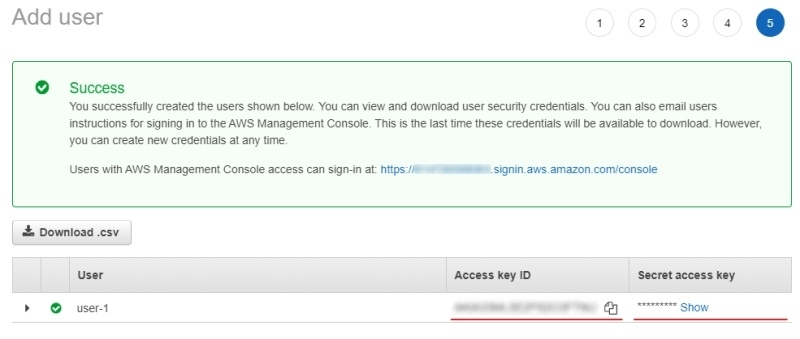 Add user
1 2 3 4 5
Success
You successfully created the users shown below. You can view and download user security credentials. You can also email users
instructions for signing in to the AWS Management Console. This is the last time these credentials will be available to download. However,
you can create new credentials at any time.
Users with AWS Management Console access can sign-in at: https:// .signin.aws.amazon.com/console
Download .csv
User Access key ID Secret access key
user-1 ********* Show